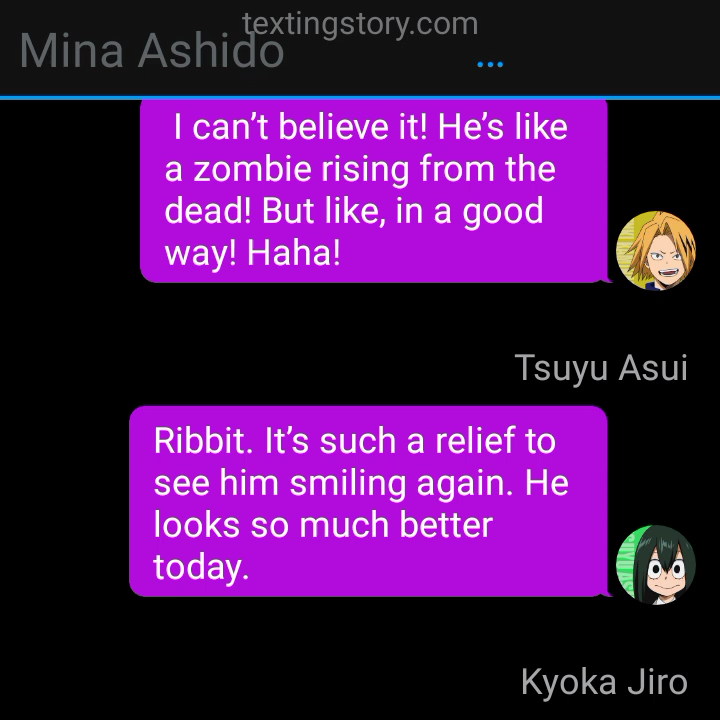 textingstory.com
Mina Ashido
...
I can’t believe it! He’s like
a zombie rising from the
dead! But like, in a good
way! Haha!
Tsuyu Asui
Ribbit. It’s such a relief to
see him smiling again. He
looks so much better
today.
Kyoka Jiro